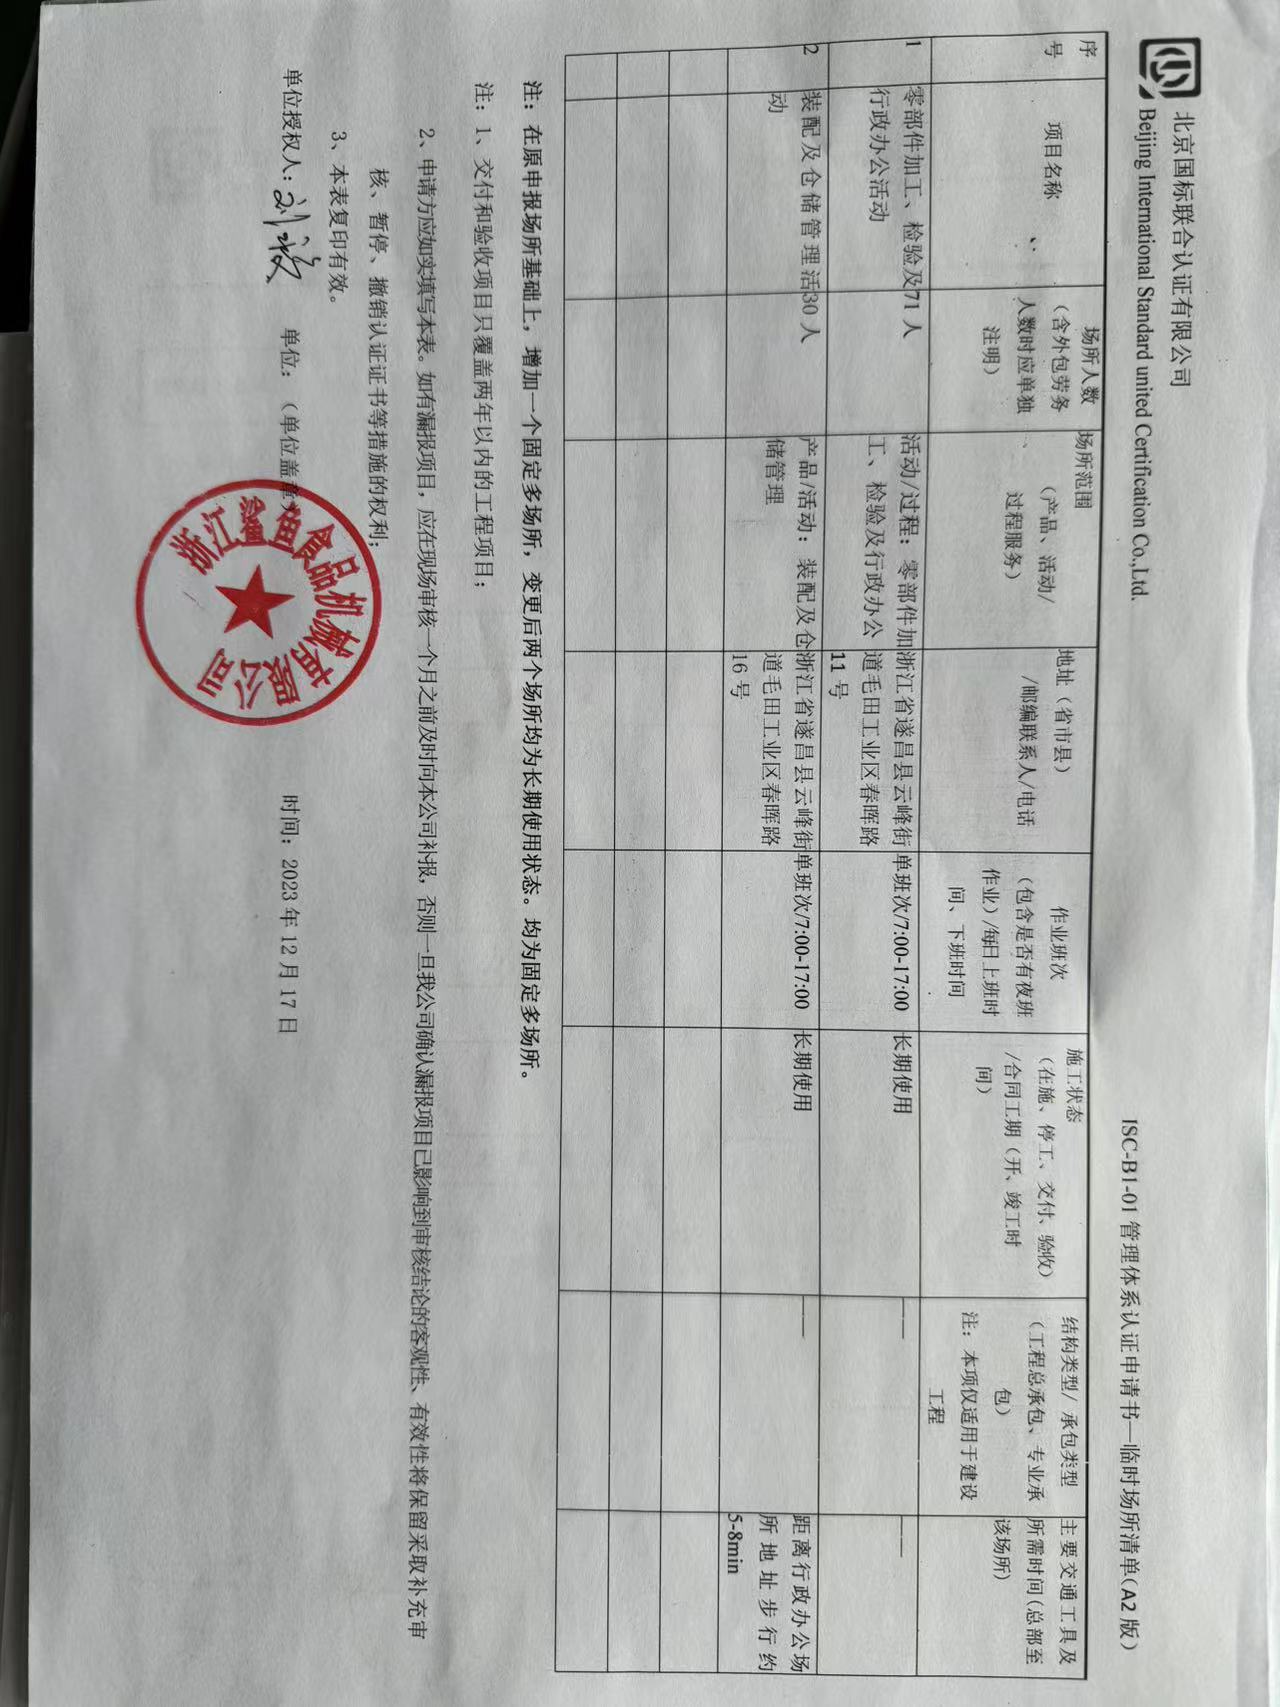 北京国标联合认证有限公司
Beijing International Standard united Certification Co.,Ltd.
ISC-B1-01 管理体系认证申请书—临时场所清单(A2 版)
序
号
项目名称
场所人数
（含外包劳务
人数时应单独
注明）
场所范围
（产品、活动/
过程服务）
地址（省市县）
/邮编联系人/电话
作业班次
（包含是否有夜班
作业）/每日上班时
间、下班时间
施工状态
（在施、停工、交付、验收）
/合同工期（开、竣工时
间）
结构类型/ 承包类型
（工程总承包、专业承
包）
注：本项仅适用于建设
工程
主要交通工具及
所需时间(总部至
该场所)
1
零部件加工、检验及
行政办公活动
71 人
活动/过程：零部件加
工、检验及行政办公
浙江省遂昌县云峰街
道毛田工业区春晖路
11 号
单班次/7:00-17:00
长期使用
——
——
2
装配及仓储管理活
动
30 人
产品/活动：装配及仓
储管理
浙江省遂昌县云峰街
道毛田工业区春晖路
16 号
单班次/7:00-17:00
长期使用
——
距离行政办公场
所地址步行约
5-8min
注：在原申报场所基础上，增加一个固定多场所，变更后两个场所均为长期使用状态。均为固定多场所。
注：1、交付和验收项目只覆盖两年以内的工程项目；
2、申请方应如实填写本表。如有漏报项目，应在现场审核一个月之前及时向本公司补报，否则一旦我公司确认漏报项目已影响到审核结论的客观性、有效性将保留采取补充审
核、暂停、撤销认证证书等措施的权利；
3、本表复印有效。
单位授权人：
单位：（单位盖章）
时间：2023 年 12 月 17 日
浙江鲨鱼食品机械有限公司